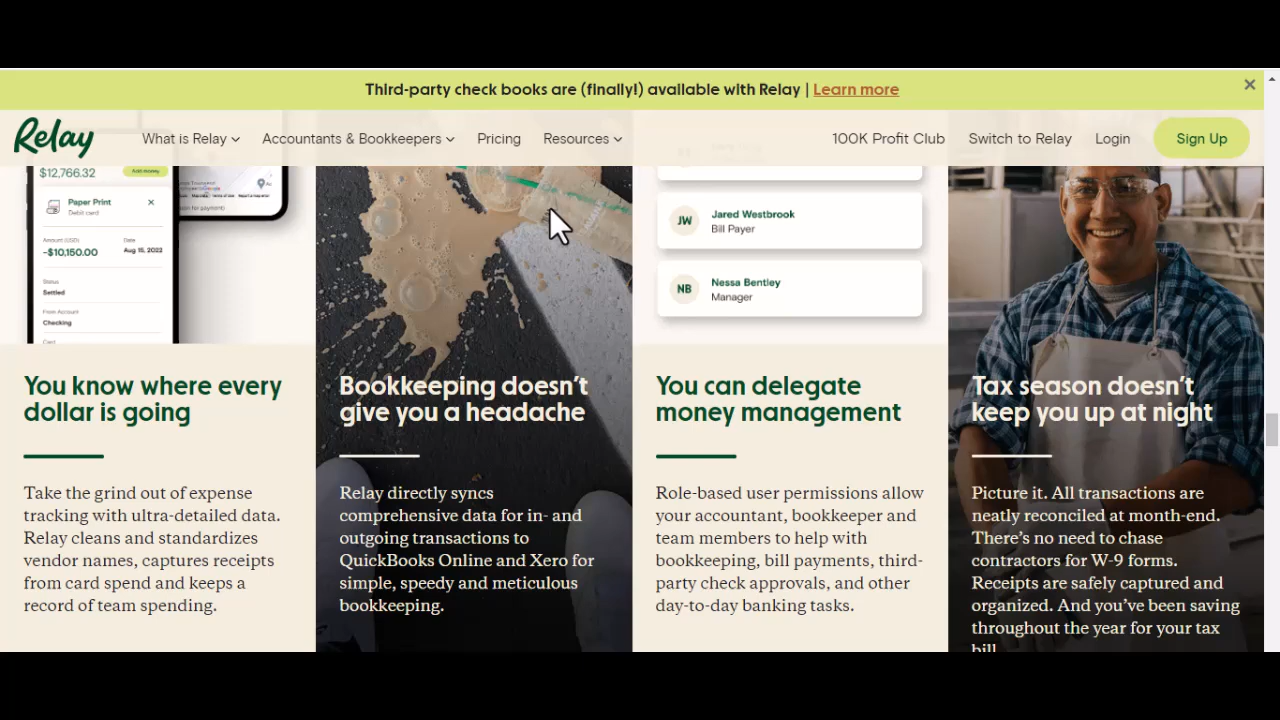 Third-party check books are (finally!) available with Relay | Learn more
Relay
What is Relay
Accountants & Bookkeepers
Pricing
Resources
100K Profit Club
Switch to Relay
Login
Sign Up
$12,766.32
Add money
Paper Print
Debit card
Amount (USD)
Date
-$10,150.00
Aug 15, 2022
Status
Settled
From Account
Checking
Card
JW
Jared Westbrook
Bill Payer
NB
Nessa Bentley
Manager
You know where every
dollar is going
Take the grind out of expense
tracking with ultra-detailed data.
Relay cleans and standardizes
vendor names, captures receipts
from card spend and keeps a
record of team spending.
Bookkeeping doesn't
give you a headache
Relay directly syncs
comprehensive data for in- and
outgoing transactions to
QuickBooks Online and Xero for
simple, speedy and meticulous
bookkeeping.
You can delegate
money management
Role-based user permissions allow
your accountant, bookkeeper and
team members to help with
bookkeeping, bill payments, third-
party check approvals, and other
day-to-day banking tasks.
Tax season doesn't
keep you up at night
Picture it. All transactions are
neatly reconciled at month-end.
There's no need to chase
contractors for W-9 forms.
Receipts are safely captured and
organized. And you've been saving
throughout the year for your tax
bill.